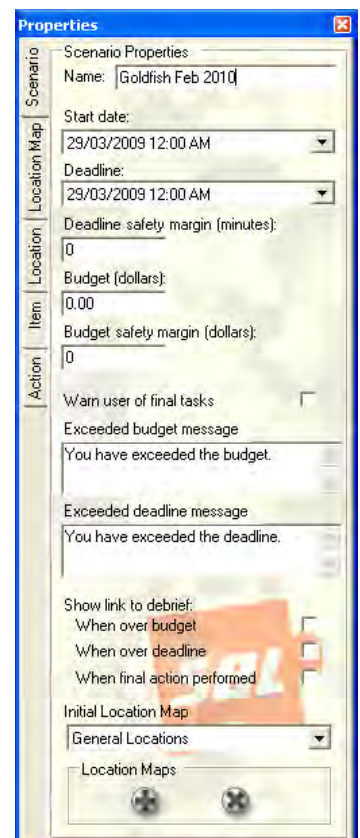 Properties
Scenario
Location Map
Location
Item
Action
Scenario Properties
Name: Goldfish Feb 2010
Start date:
29/03/2009 12:00 AM
Deadline:
29/03/2009 12:00 AM
Deadline safety margin (minutes):
0
Budget (dollars):
0.00
Budget safety margin (dollars):
0
Warn user of final tasks
Exceeded budget message
You have exceeded the budget.
Exceeded deadline message
You have exceeded the deadline.
Show link to debrief:
When over budget
When over deadline
When final action performed
Initial Location Map
General Locations
Location Maps